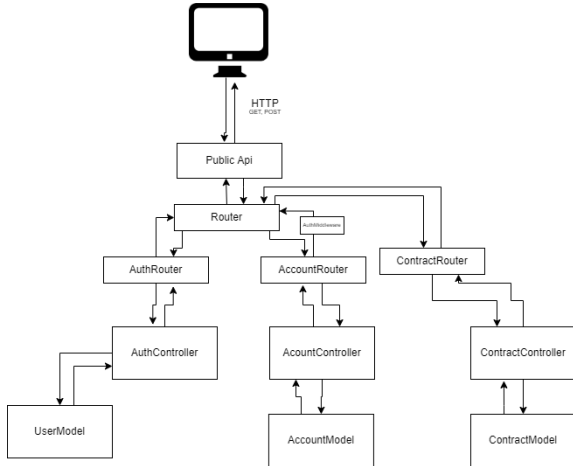 HTTP
GET, POST
Public Api
Router
AuthMiddleware
AuthRouter
AccountRouter
ContractRouter
AuthController
AcountController
ContractController
UserModel
AccountModel
ContractModel